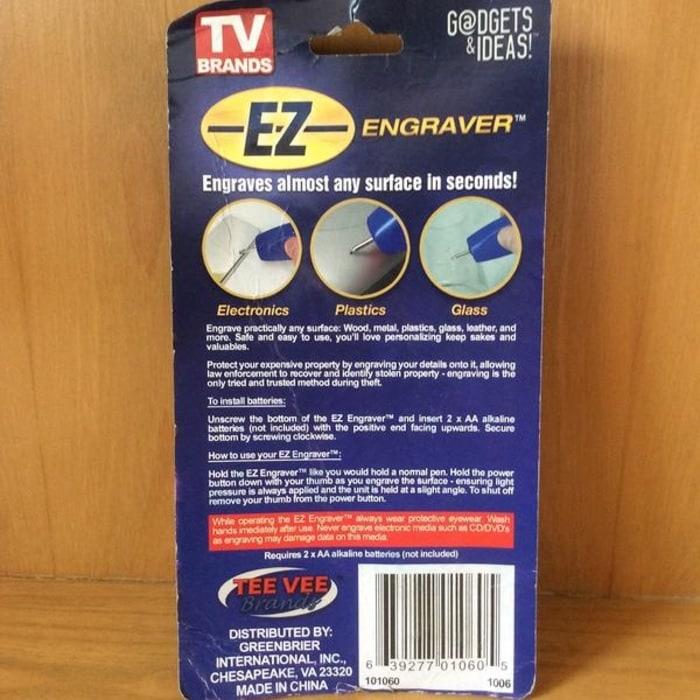 TV
BRANDS
G@DGETS
&IDEAS!™
E-Z ENGRAVER™
Engraves almost any surface in seconds!
Electronics Plastics Glass
Engrave practically any surface: Wood, metal, plastics, glass, leather, and
more. Safe and easy to use, you'll love personalizing keep sakes and
valuables.
Protect your expensive property by engraving your details onto it, allowing
law enforcement to recover and identify stolen property - engraving is the
only tried and trusted method during theft.
To install batteries:
Unscrew the bottom of the EZ Engraver™ and insert 2 x AA alkaline
batteries (not included) with the positive end facing upwards. Secure
bottom by screwing clockwise.
How to use your EZ Engraver™:
Hold the EZ Engraver™ like you would hold a normal pen. Hold the power
button down with your thumb as you engrave the surface - ensuring light
pressure is always applied and the unit is held at a slight angle. To shut off
remove your thumb from the power button.
While operating the EZ Engraver™ always wear protective eyewear. Wash
hands imediately after use. Never engrave electronic media such as CD/DVD's
as engraving may damage data on this media.
Requires 2 x AA alkaline batteries (not included)
TEE VEE
Brands
DISTRIBUTED BY:
GREENBRIER
INTERNATIONAL, INC.,
CHESAPEAKE, VA 23320
MADE IN CHINA
6 39277 01060 5
101060 1006